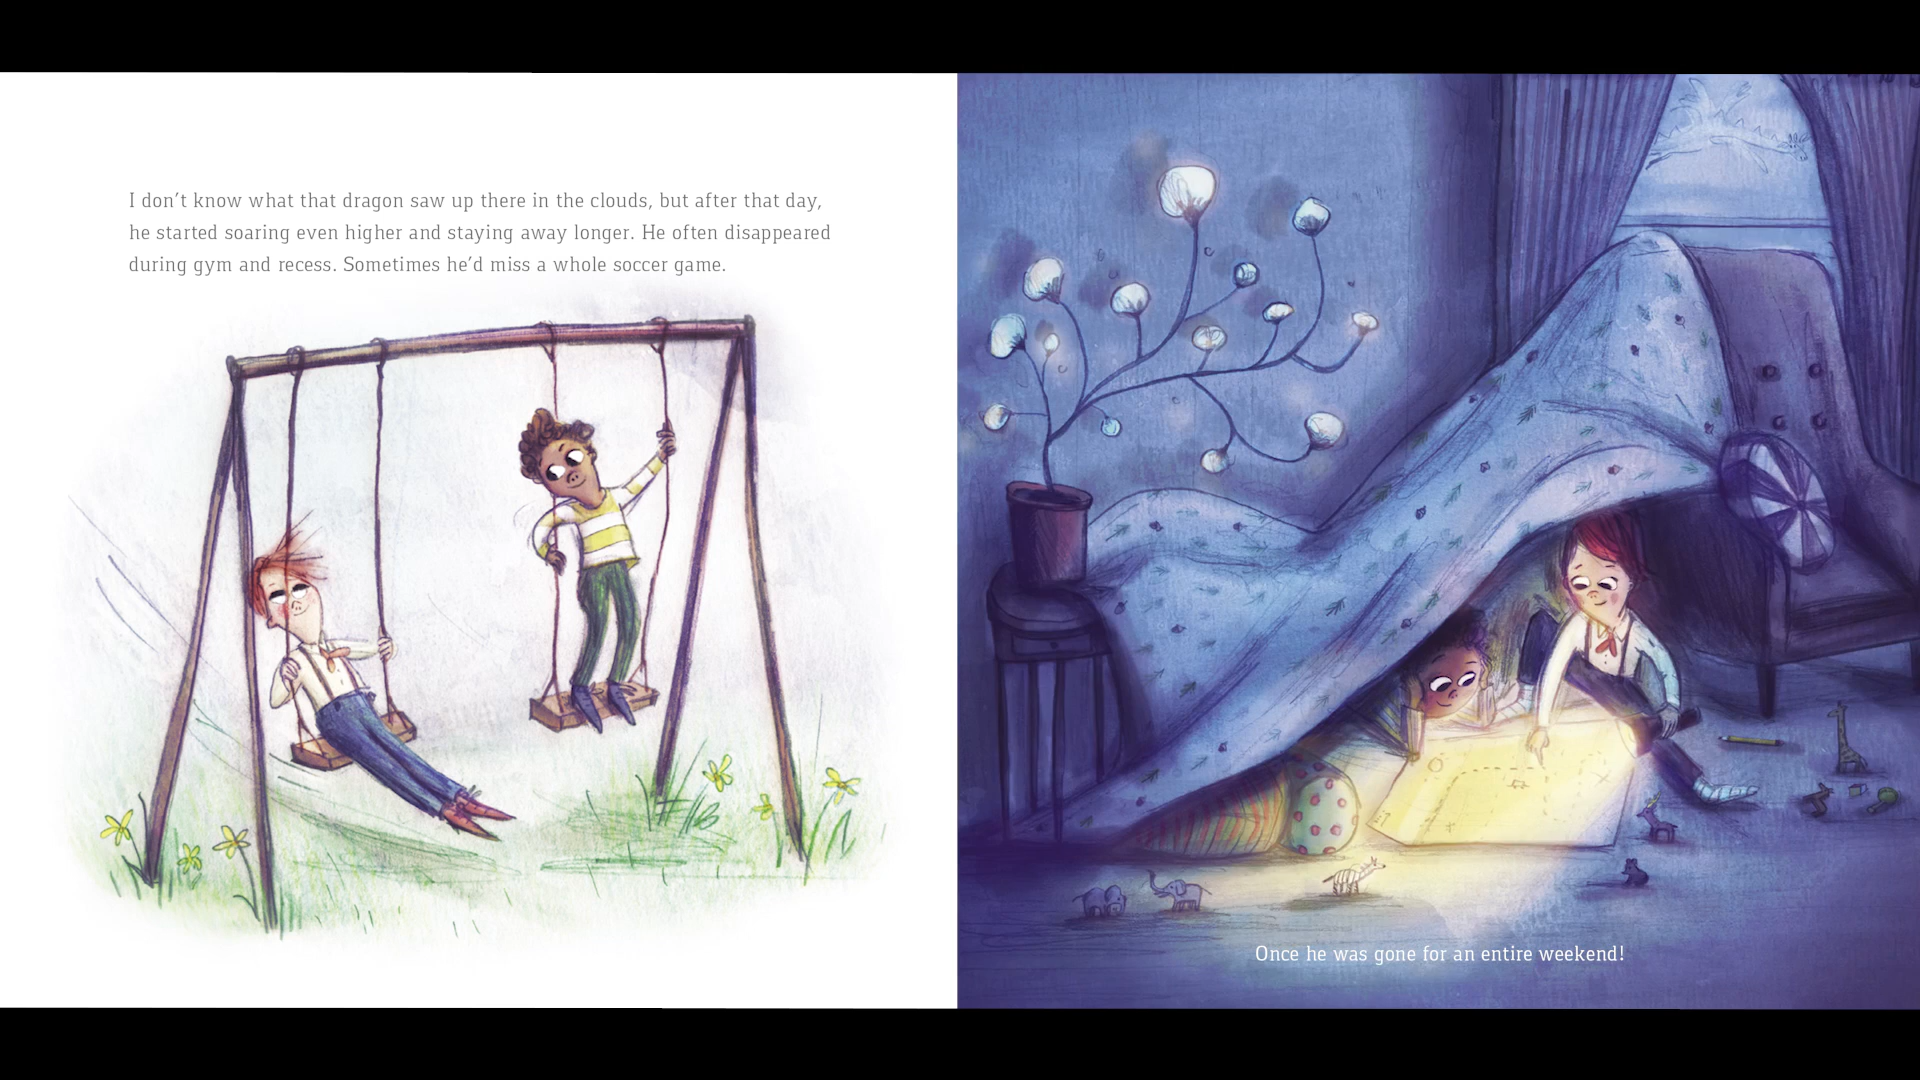 I don’t know what that dragon saw up there in the clouds, but after that day,
he started soaring even higher and staying away longer. He often disappeared
during gym and recess. Sometimes he’d miss a whole soccer game.
Once he was gone for an entire weekend!